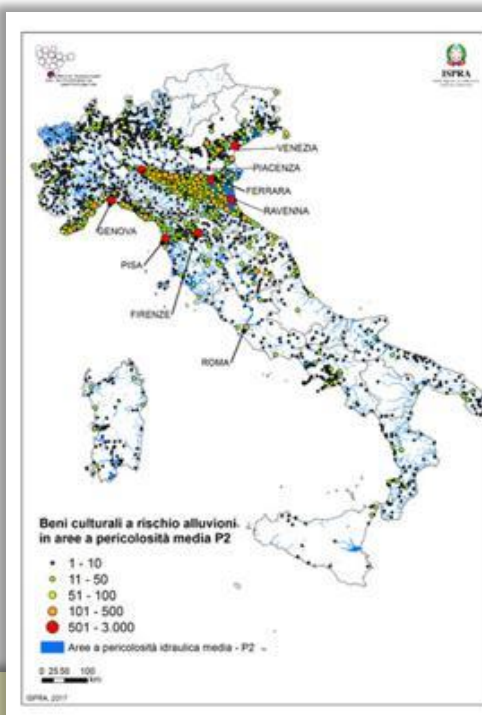 ISPRA
VENEZIA
PIACENZA
FERRARA
RAVENNA
GENOVA
PISA
FIRENZE
ROMA
Beni culturali a rischio alluvioni
in aree a pericolosità media P2
1 - 10
11 - 50
51 - 100
101 - 500
501 - 3.000
Aree a pericolosità idraulica media - P2
0 25 50 100
km
ISPRA, 2017